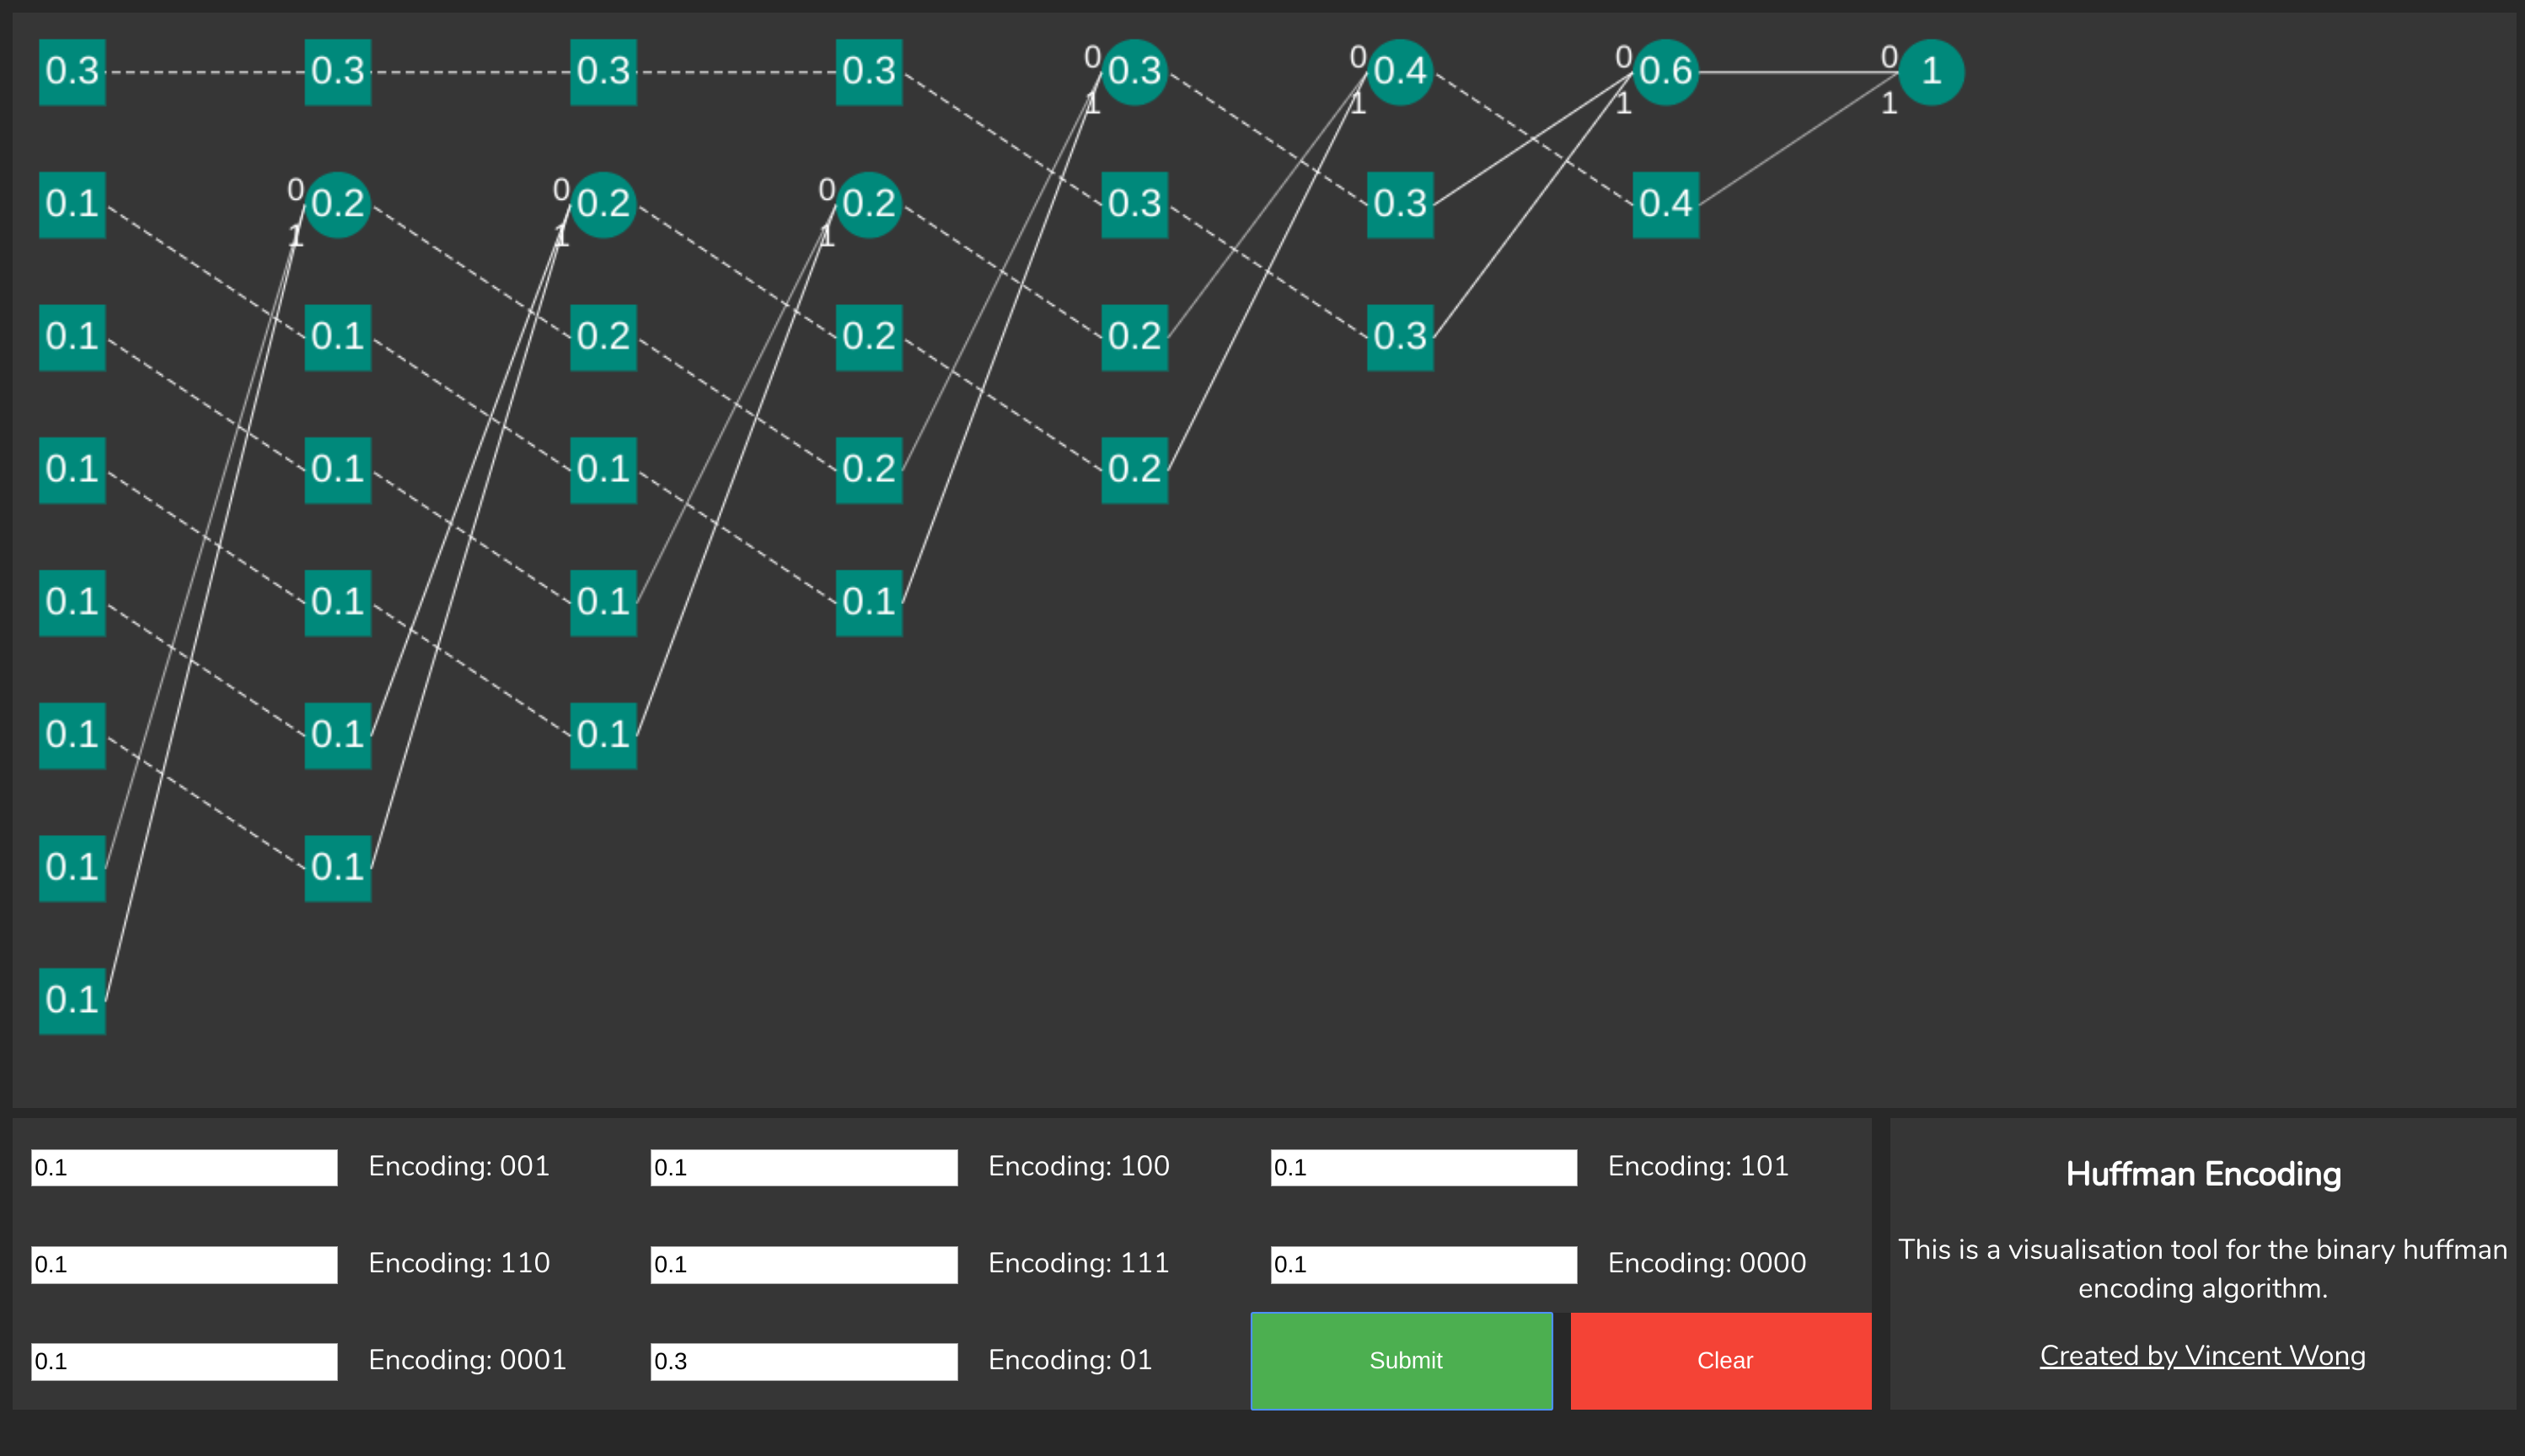 0.3 0.3 0.3 0.3 0 1 0.3 0 1 0.4 0 1 0.6 0 1 1
0.1 0 1 0.2 0 1 0.2 0 1 0.2 0.3 0.3 0.4
0.1 0.1 0.2 0.2 0.2 0.3
0.1 0.1 0.1 0.2 0.2
0.1 0.1 0.1 0.1
0.1 0.1 0.1
0.1 0.1
0.1
0.1 Encoding: 001 0.1 Encoding: 100 0.1 Encoding: 101
0.1 Encoding: 110 0.1 Encoding: 111 0.1 Encoding: 0000
0.1 Encoding: 0001 0.3 Encoding: 01 Submit Clear
Huffman Encoding
This is a visualisation tool for the binary huffman
encoding algorithm.
Created by Vincent Wong